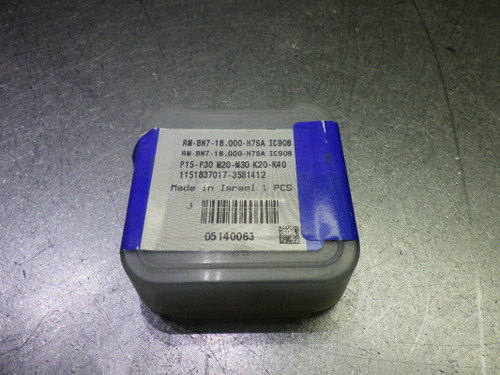 RM-BN7-18.000-H7SA IC908
RM-BN7-18.000-H7SA IC908
P15-P30 M20-M30 K20-K40
1151837017-3581412
Made in Israel 1 PCS
J
05140063